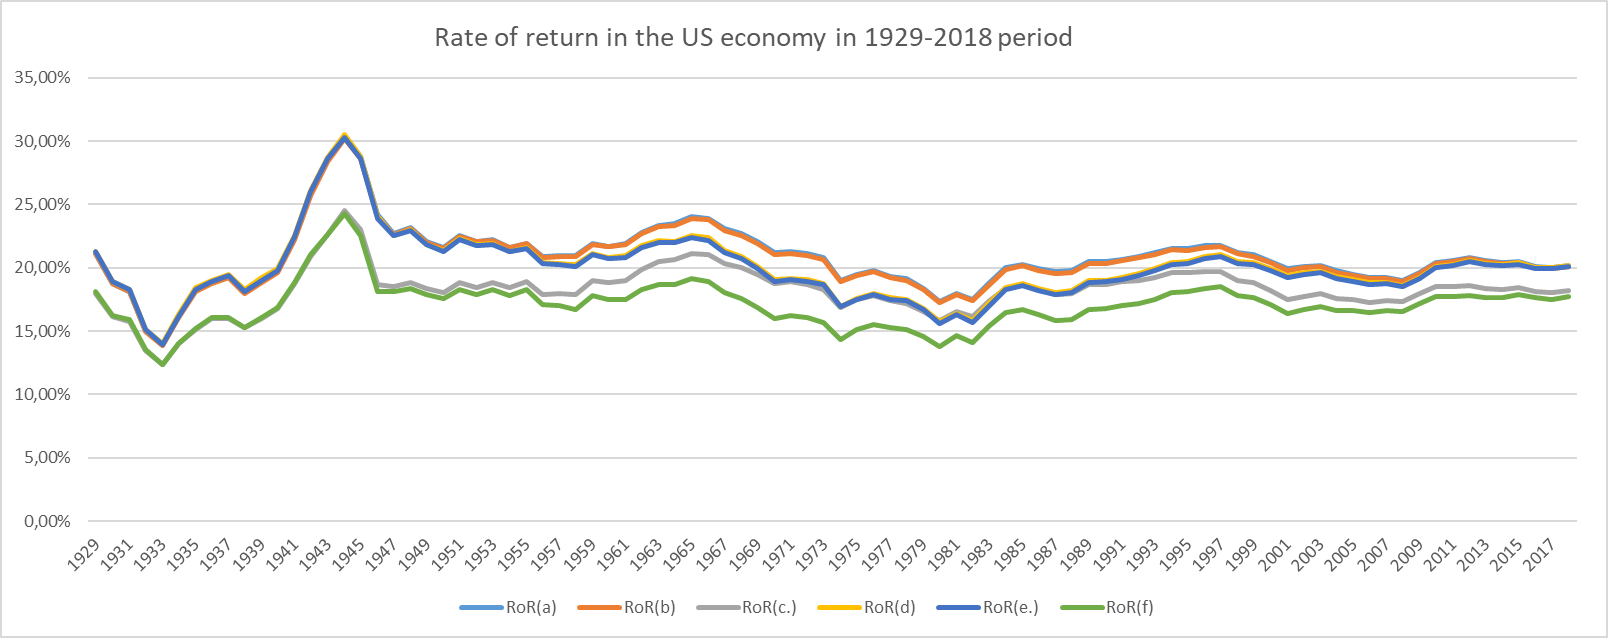 Rate of return in the US economy in 1929-2018 period
35,00%
30,00%
25,00%
20,00%
15,00%
10,00%
5,00%
0,00%
1929 1931 1933 1935 1937 1939 1941 1943 1945 1947 1949 1951 1953 1955 1957 1959 1961 1963 1965 1967 1969 1971 1973 1975 1977 1979 1981 1983 1985 1987 1989 1991 1993 1995 1997 1999 2001 2003 2005 2007 2009 2011 2013 2015 2017
RoR(a) RoR(b) RoR(c.) RoR(d) RoR(e.) RoR(f)